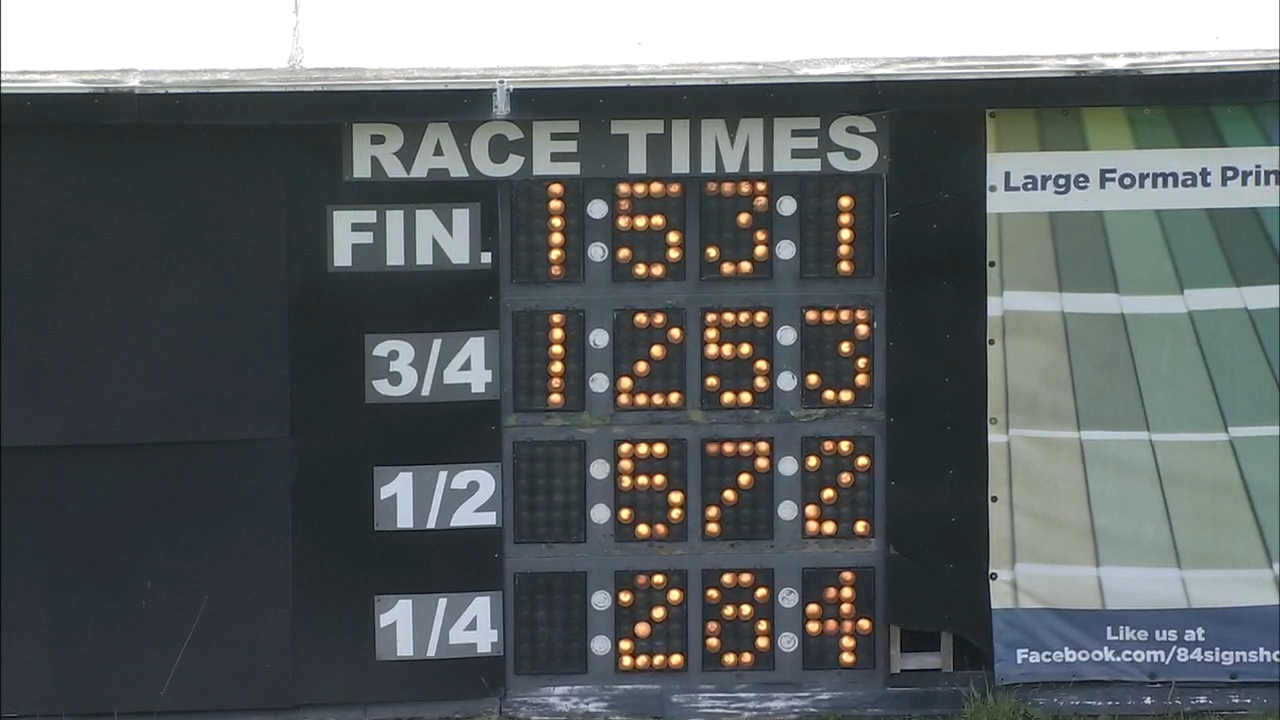 RACE TIMES
FIN. 1:53:1
3/4 1:25:3
1/2 :57:2
1/4 :28:4
Large Format Prin
Like us at
Facebook.com/84signsho